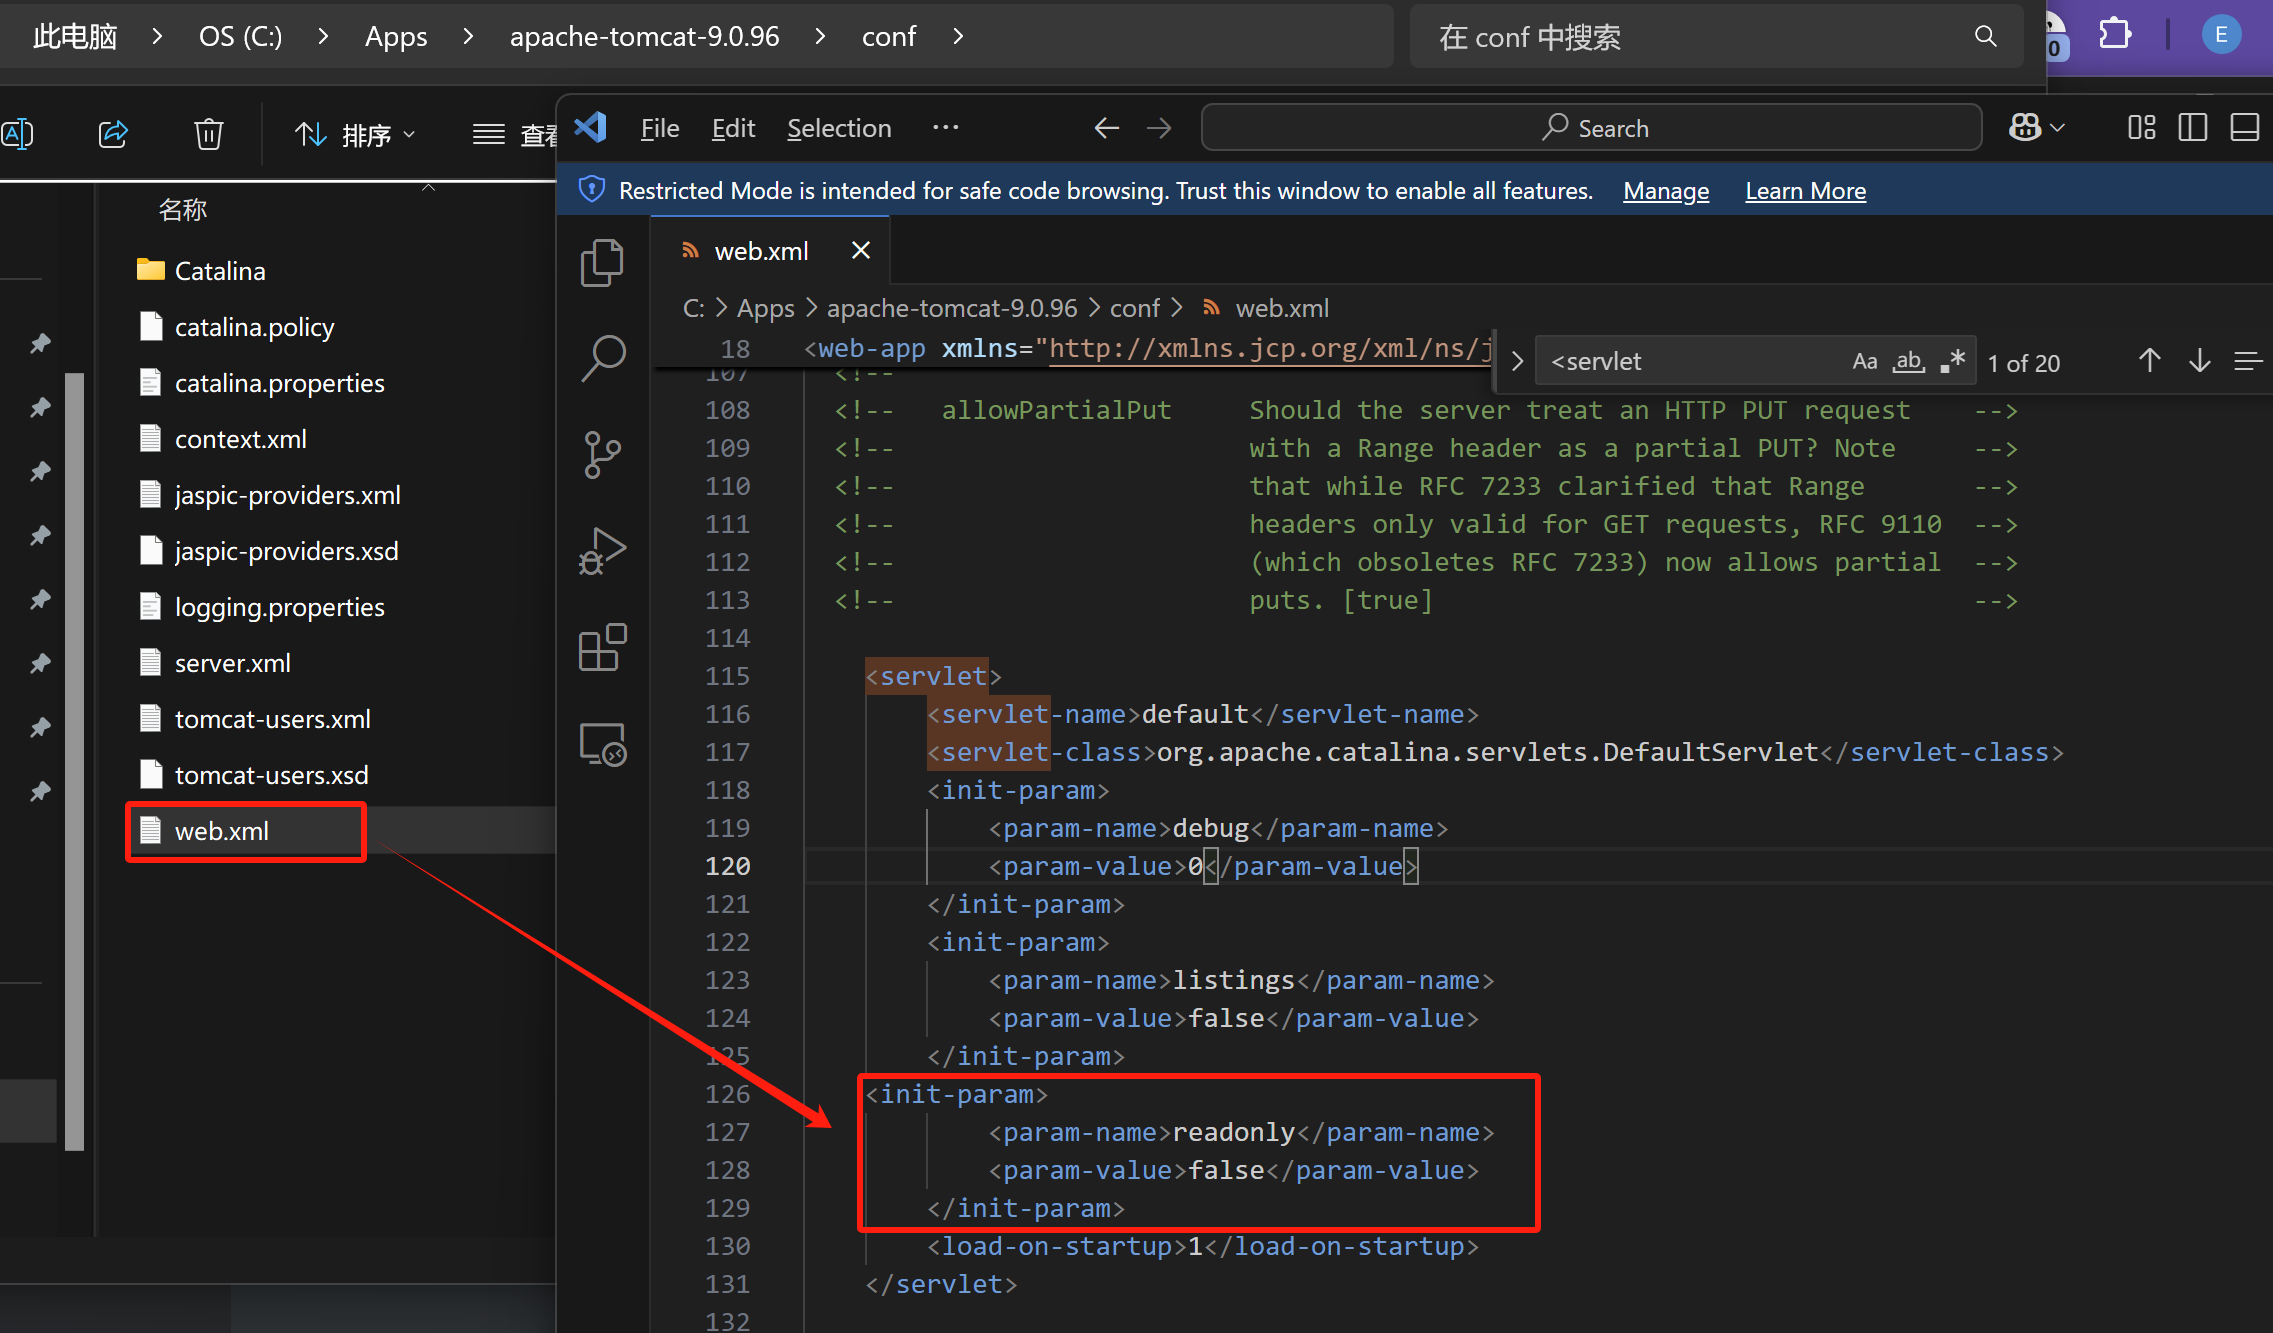 此电脑 > OS (C:) > Apps > apache-tomcat-9.0.96 > conf >
在 conf 中搜索
0
E
A
排序
查看
名称
Catalina
catalina.policy
catalina.properties
context.xml
jaspic-providers.xml
jaspic-providers.xsd
logging.properties
server.xml
tomcat-users.xml
tomcat-users.xsd
web.xml
File Edit Selection ···
Search
Restricted Mode is intended for safe code browsing. Trust this window to enable all features. Manage Learn More
web.xml
C: > Apps > apache-tomcat-9.0.96 > conf > web.xml
<servlet Aa ab .* 1 of 20
18 <web-app xmlns="http://xmlns.jcp.org/xml/ns/j
107 <!--
108 <!-- allowPartialPut Should the server treat an HTTP PUT request -->
109 <!-- with a Range header as a partial PUT? Note -->
110 <!-- that while RFC 7233 clarified that Range -->
111 <!-- headers only valid for GET requests, RFC 9110 -->
112 <!-- (which obsoletes RFC 7233) now allows partial -->
113 <!-- puts. [true] -->
114
115 <servlet>
116 <servlet-name>default</servlet-name>
117 <servlet-class>org.apache.catalina.servlets.DefaultServlet</servlet-class>
118 <init-param>
119 <param-name>debug</param-name>
120 <param-value>0</param-value>
121 </init-param>
122 <init-param>
123 <param-name>listings</param-name>
124 <param-value>false</param-value>
125 </init-param>
126 <init-param>
127 <param-name>readonly</param-name>
128 <param-value>false</param-value>
129 </init-param>
130 <load-on-startup>1</load-on-startup>
131 </servlet>
132